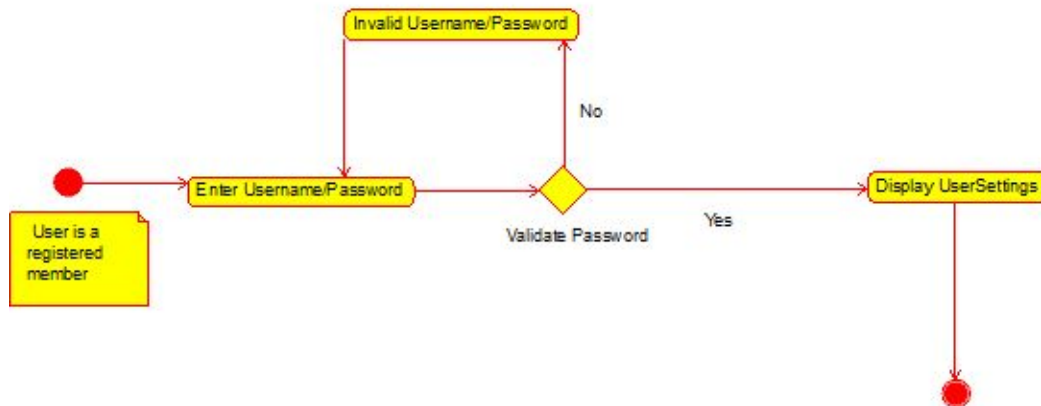 Invalid Username/Password
No
Enter Username/Password
Display UserSettings
Yes
Validate Password
User is a
registered
member